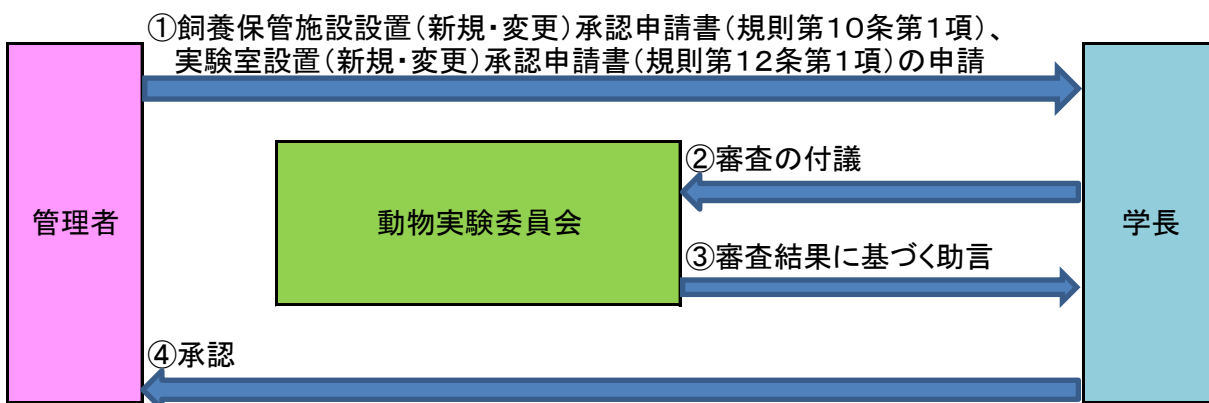 ①飼養保管施設設置(新規・変更)承認申請書(規則第10条第1項)、
実験室設置(新規・変更)承認申請書(規則第12条第1項)の申請
②審査の付議
管理者
動物実験委員会
学長
③審査結果に基づく助言
④承認